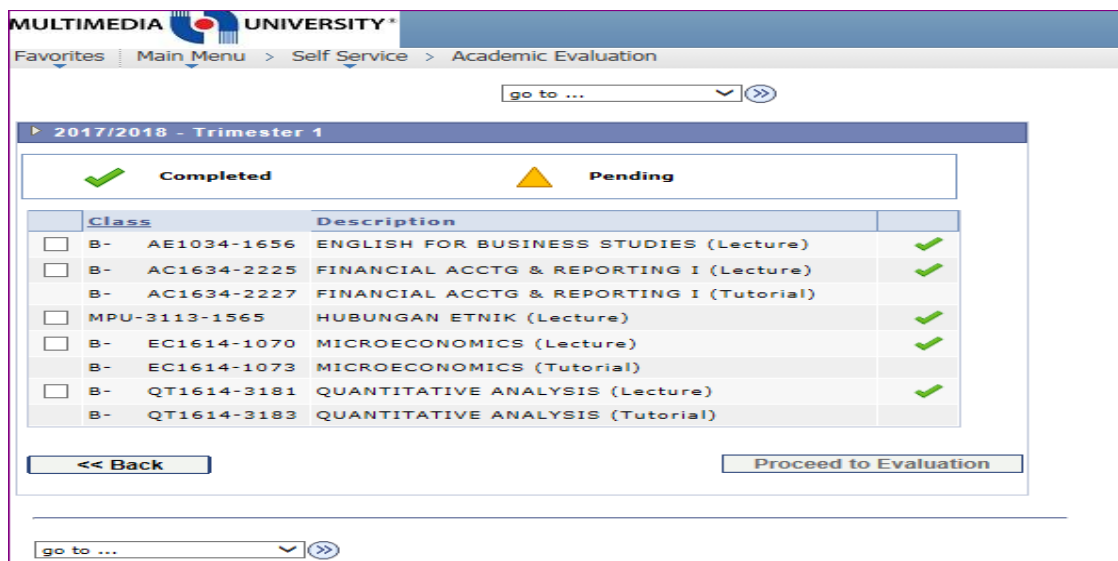 MULTIMEDIA UNIVERSITY
Favorites Main Menu > Self Service > Academic Evaluation
go to ...
2017/2018 - Trimester 1
Completed Pending
Class Description
B- AE1034-1656 ENGLISH FOR BUSINESS STUDIES (Lecture)
B- AC1634-2225 FINANCIAL ACCTG & REPORTING I (Lecture)
B- AC1634-2227 FINANCIAL ACCTG & REPORTING I (Tutorial)
MPU-3113-1565 HUBUNGAN ETNIK (Lecture)
B- EC1614-1070 MICROECONOMICS (Lecture)
B- EC1614-1073 MICROECONOMICS (Tutorial)
B- QT1614-3181 QUANTITATIVE ANALYSIS (Lecture)
B- QT1614-3183 QUANTITATIVE ANALYSIS (Tutorial)
<< Back Proceed to Evaluation
go to ...